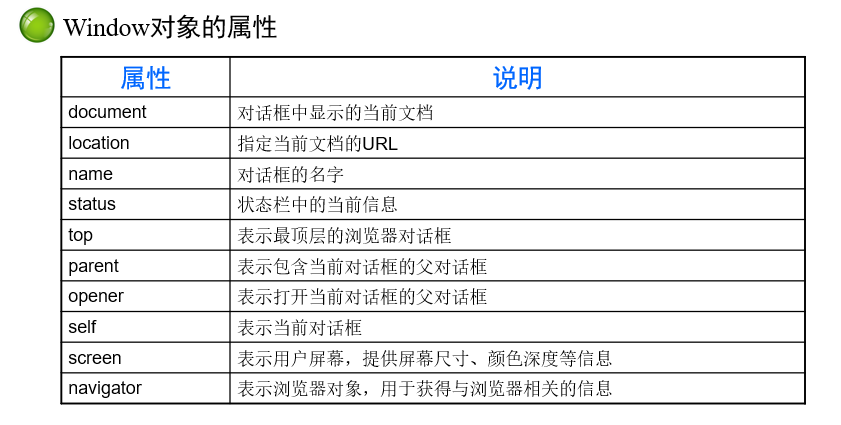 Window对象的属性
属性 说明
document 对话框中显示的当前文档
location 指定当前文档的URL
name 对话框的名字
status 状态栏中的当前信息
top 表示最顶层的浏览器对话框
parent 表示包含当前对话框的父对话框
opener 表示打开当前对话框的父对话框
self 表示当前对话框
screen 表示用户屏幕，提供屏幕尺寸、颜色深度等信息
navigator 表示浏览器对象，用于获得与浏览器相关的信息